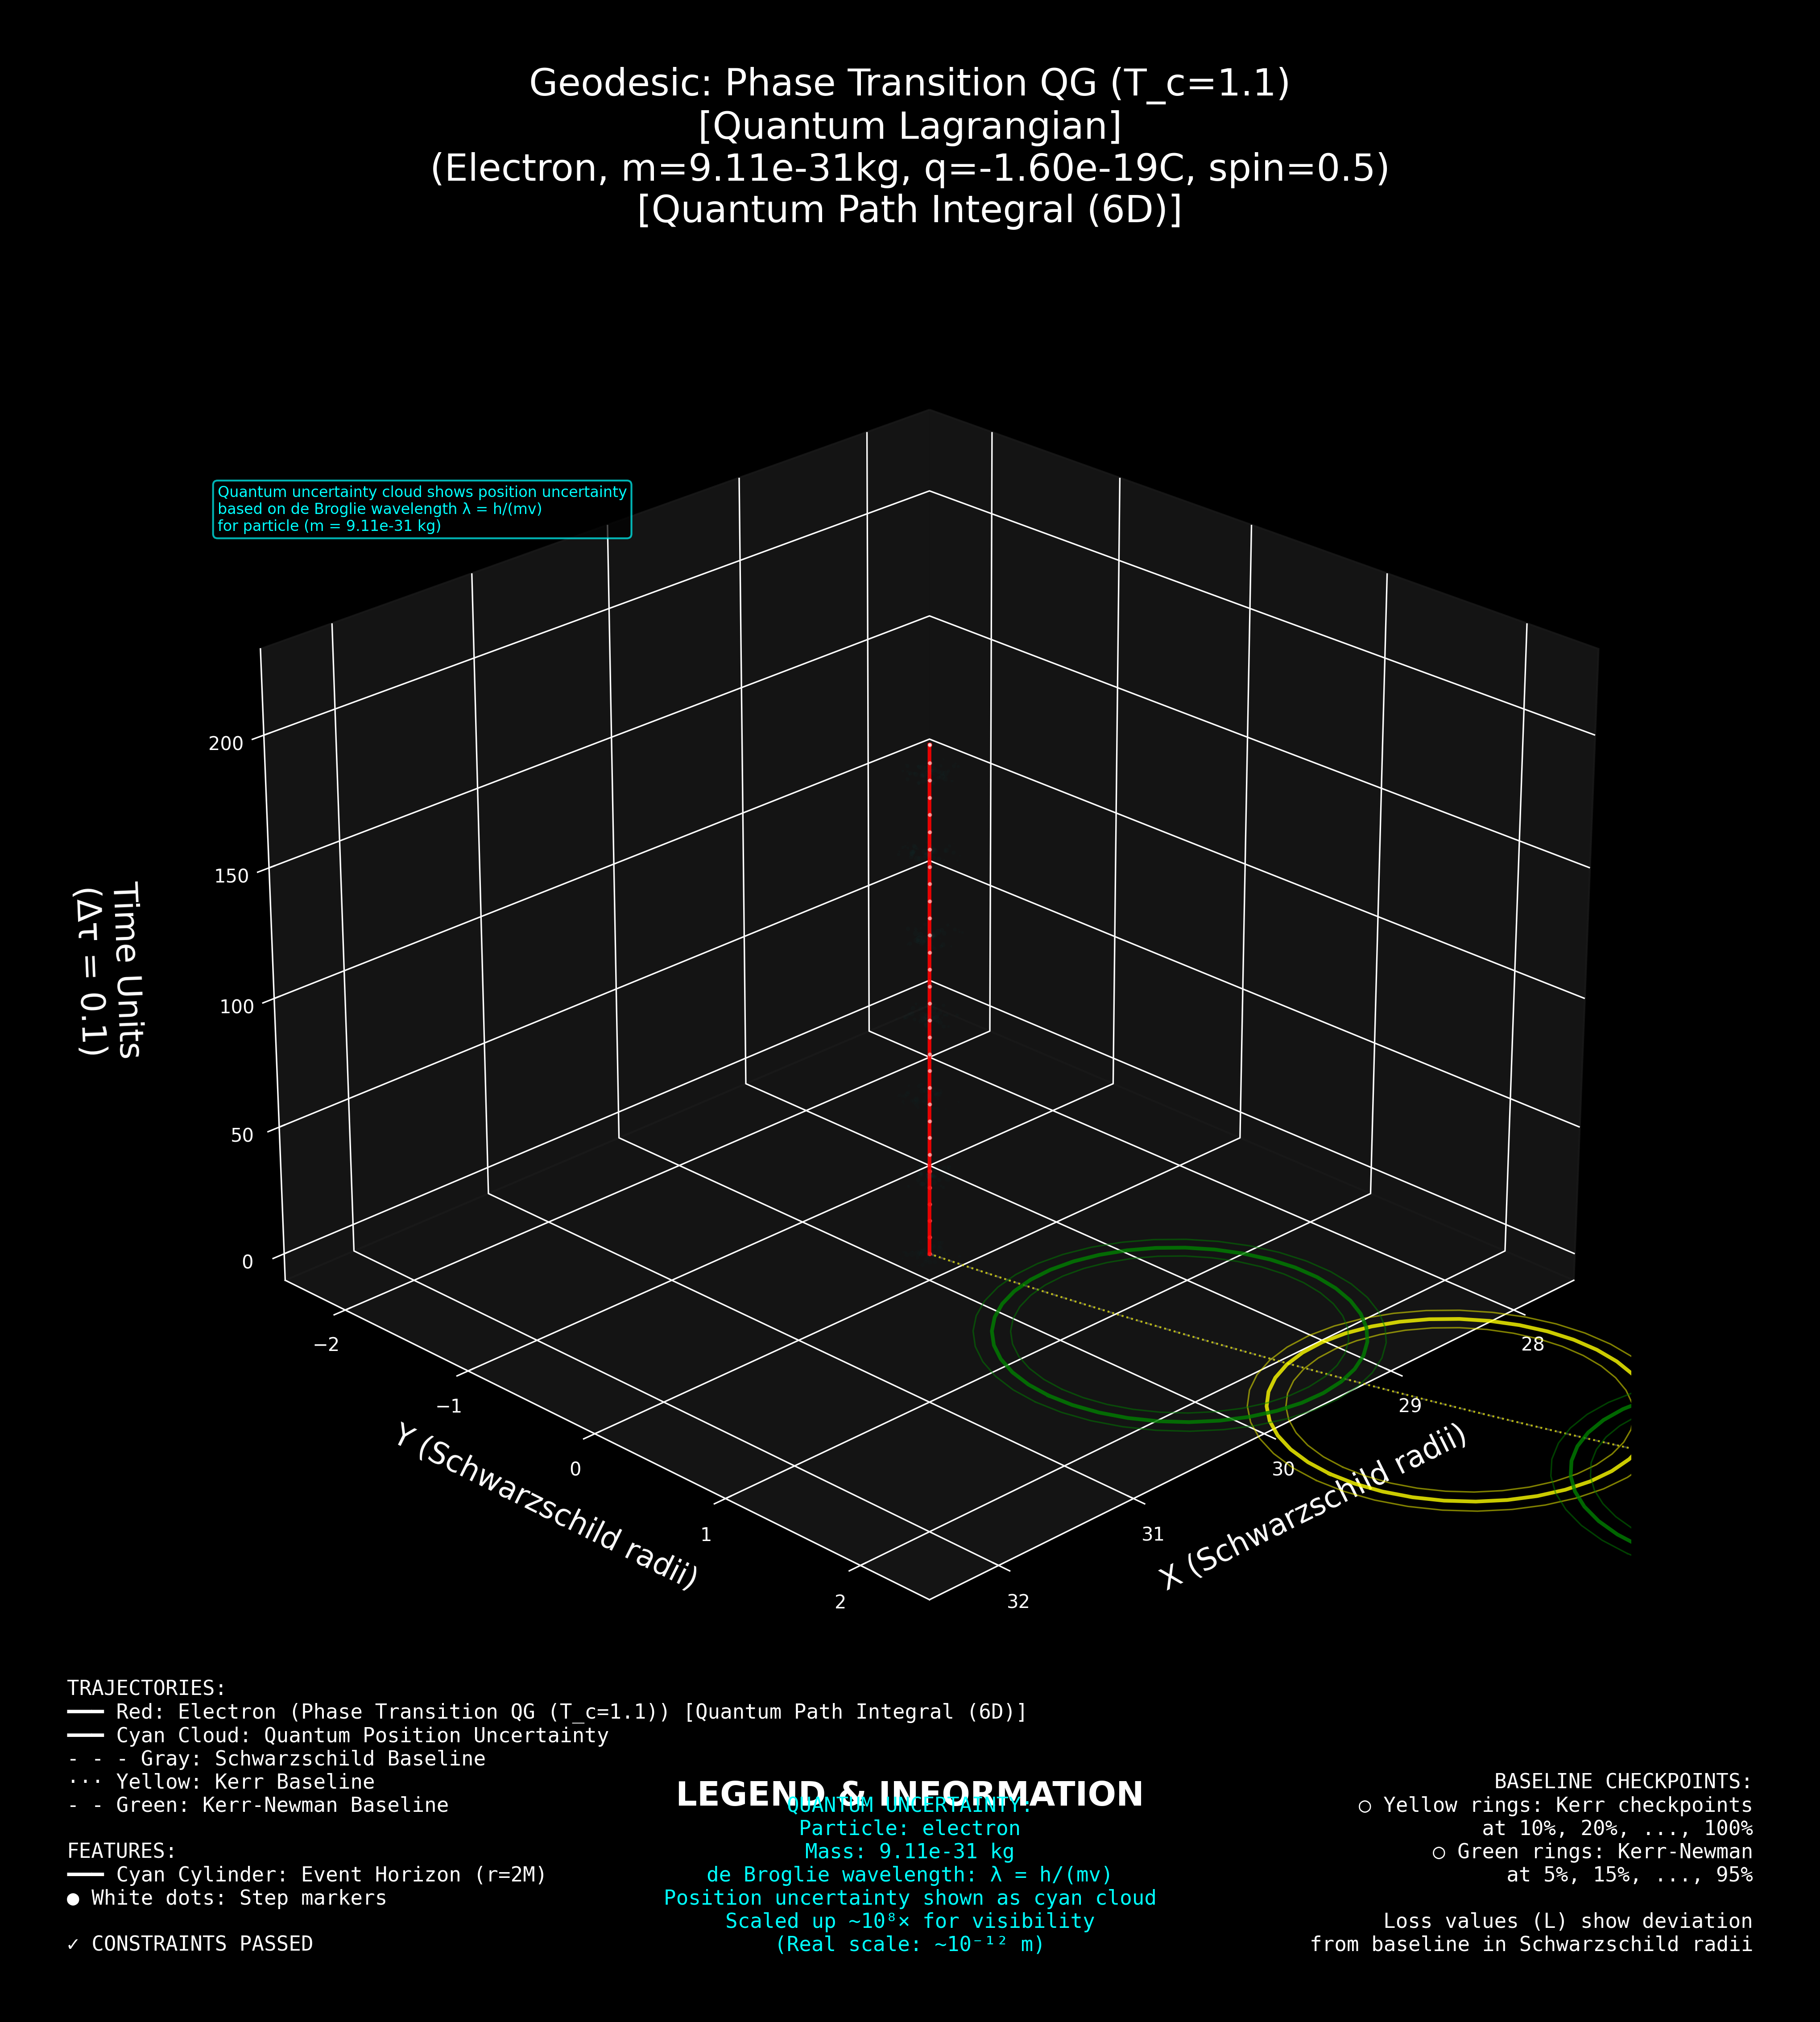 Geodesic: Phase Transition QG (T_c=1.1)
[Quantum Lagrangian]
(Electron, m=9.11e-31kg, q=-1.60e-19C, spin=0.5)
[Quantum Path Integral (6D)]
Quantum uncertainty cloud shows position uncertainty
based on de Broglie wavelength λ = h/(mv)
for particle (m = 9.11e-31 kg)
200
150
100
50
0
Time Units
(Δτ = 0.1)
−2
−1
0
1
2
Y (Schwarzschild radii)
28
29
30
31
32
X (Schwarzschild radii)
TRAJECTORIES:
━━━ Red: Electron (Phase Transition QG (T_c=1.1)) [Quantum Path Integral (6D)]
━━━ Cyan Cloud: Quantum Position Uncertainty
- - - Gray: Schwarzschild Baseline
··· Yellow: Kerr Baseline
- - Green: Kerr-Newman Baseline
FEATURES:
━━━ Cyan Cylinder: Event Horizon (r=2M)
● White dots: Step markers
✓ CONSTRAINTS PASSED
LEGEND & INFORMATION
QUANTUM UNCERTAINTY:
Particle: electron
Mass: 9.11e-31 kg
de Broglie wavelength: λ = h/(mv)
Position uncertainty shown as cyan cloud
Scaled up ~10⁸× for visibility
(Real scale: ~10⁻¹² m)
BASELINE CHECKPOINTS:
○ Yellow rings: Kerr checkpoints
at 10%, 20%, ..., 100%
○ Green rings: Kerr-Newman
at 5%, 15%, ..., 95%
Loss values (L) show deviation
from baseline in Schwarzschild radii